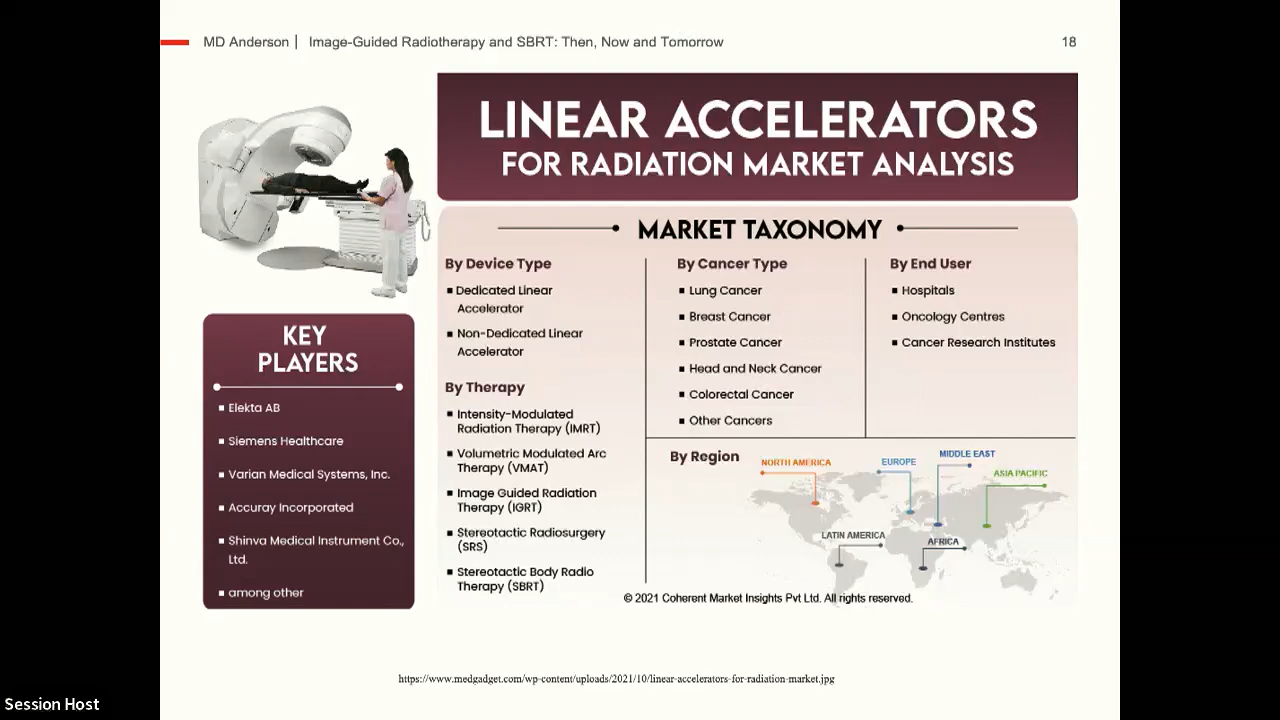 MD Anderson | Image-Guided Radiotherapy and SBRT: Then, Now and Tomorrow
18
LINEAR ACCELERATORS
FOR RADIATION MARKET ANALYSIS
KEY
PLAYERS
▪ Elekta AB
▪ Siemens Healthcare
▪ Varian Medical Systems, Inc.
▪ Accuray Incorporated
▪ Shinva Medical Instrument Co.,
Ltd.
▪ among other
MARKET TAXONOMY
By Device Type
▪ Dedicated Linear
Accelerator
▪ Non-Dedicated Linear
Accelerator
By Therapy
▪ Intensity-Modulated
Radiation Therapy (IMRT)
▪ Volumetric Modulated Arc
Therapy (VMAT)
▪ Image Guided Radiation
Therapy (IGRT)
▪ Stereotactic Radiosurgery
(SRS)
▪ Stereotactic Body Radio
Therapy (SBRT)
By Cancer Type
▪ Lung Cancer
▪ Breast Cancer
▪ Prostate Cancer
▪ Head and Neck Cancer
▪ Colorectal Cancer
▪ Other Cancers
By End User
▪ Hospitals
▪ Oncology Centres
▪ Cancer Research Institutes
By Region
NORTH AMERICA
EUROPE
MIDDLE EAST
ASIA PACIFIC
LATIN AMERICA
AFRICA
© 2021 Coherent Market Insights Pvt Ltd. All rights reserved.
https://www.medgadget.com/wp-content/uploads/2021/10/linear-accelerators-for-radiation-market.jpg
Session Host